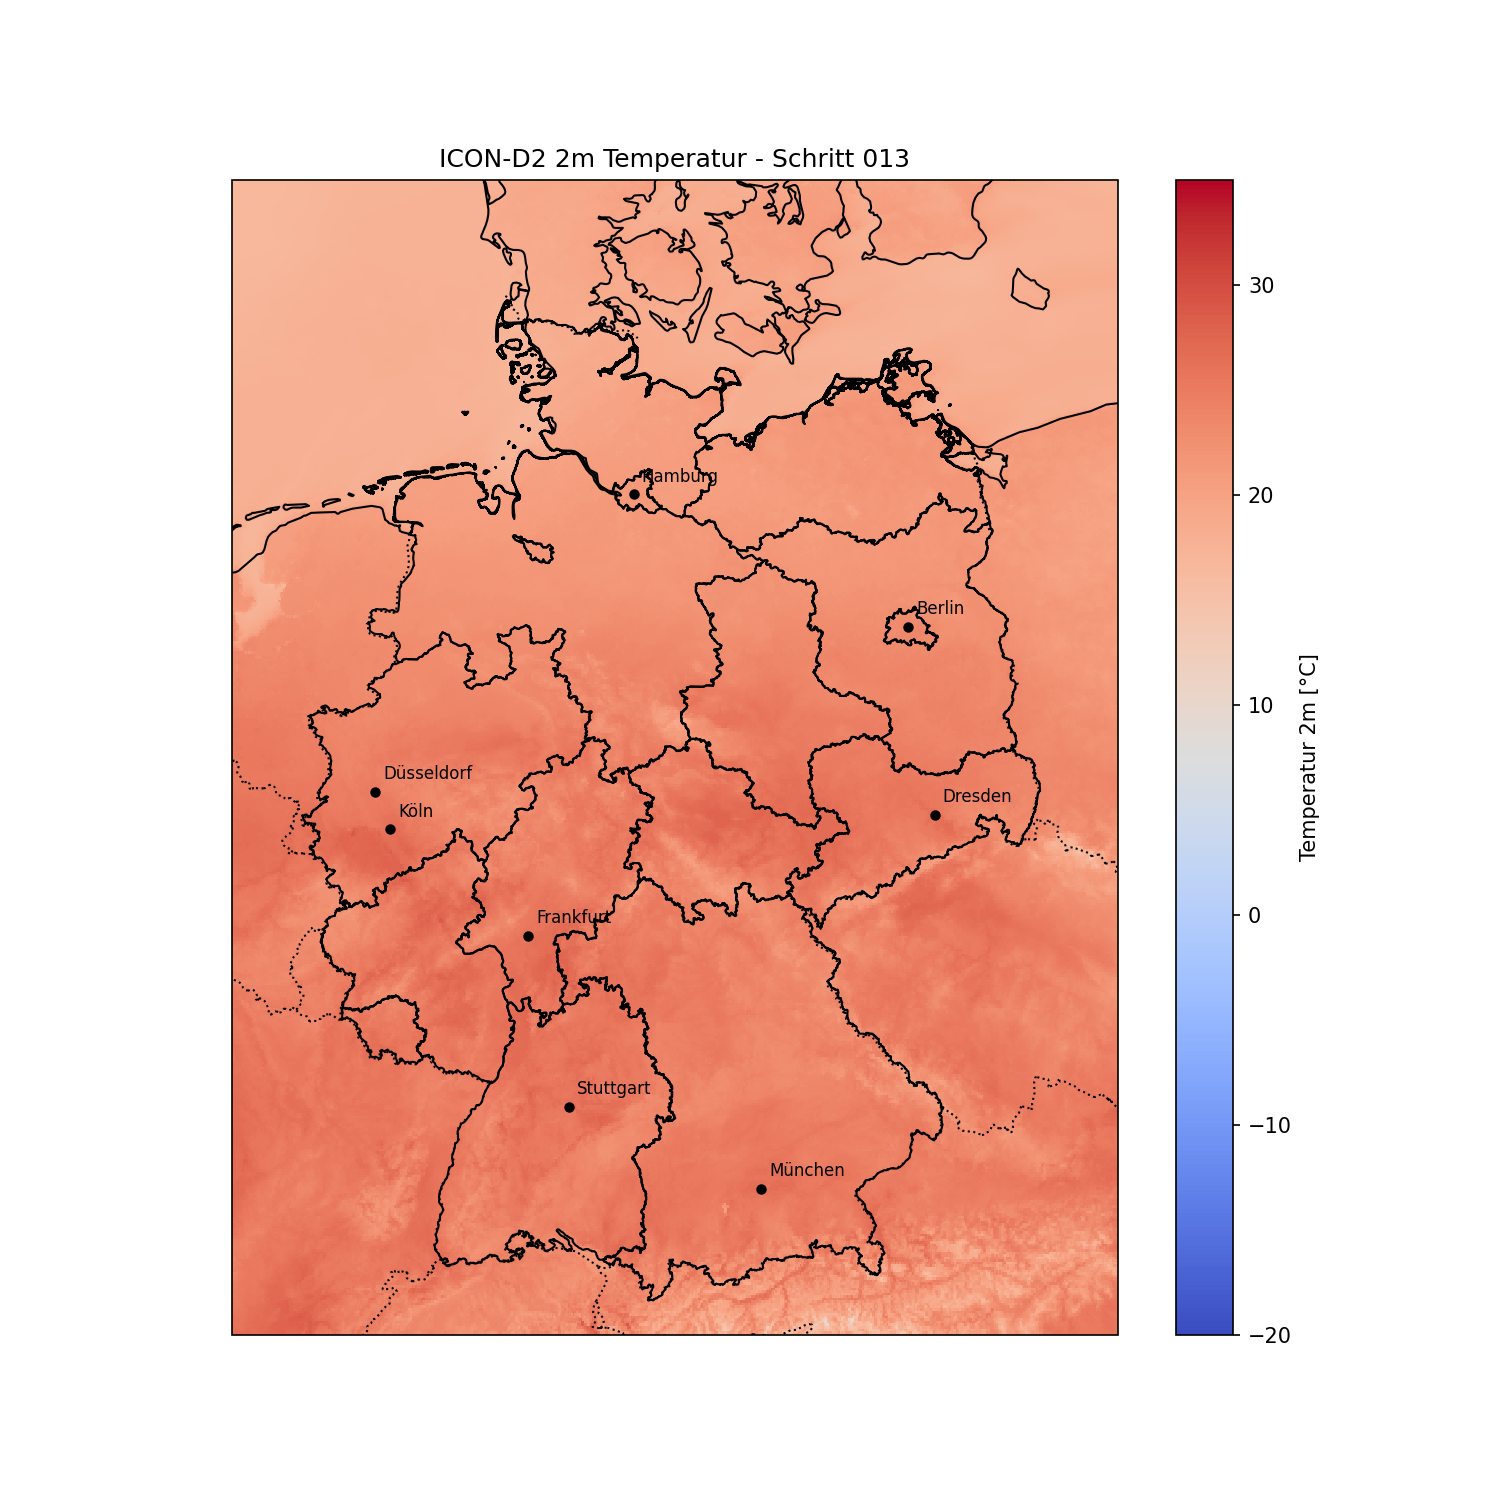 ICON-D2 2m Temperatur - Schritt 013
Hamburg
Berlin
Düsseldorf
Köln
Dresden
Frankfurt
Stuttgart
München
30
20
10
0
−10
−20
Temperatur 2m [°C]